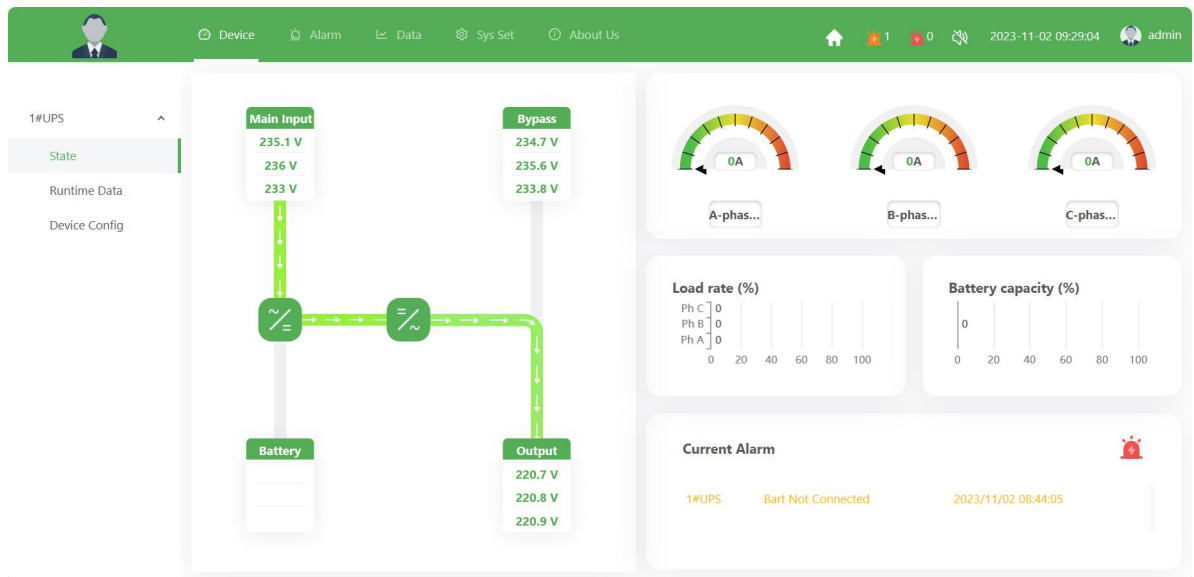 Device Alarm Data Sys Set About Us 1 0 2023-11-02 09:29:04 admin
1#UPS
State
Runtime Data
Device Config
Main Input
235.1 V
236 V
233 V
Bypass
234.7 V
235.6 V
233.8 V
Battery
Output
220.7 V
220.8 V
220.9 V
0A 0A 0A
A-phas... B-phas... C-phas...
Load rate (%)
Ph C 0
Ph B 0
Ph A 0
0 20 40 60 80 100
Battery capacity (%)
0
0 20 40 60 80 100
Current Alarm
1#UPS Bart Not Connected 2023/11/02 08:44:05